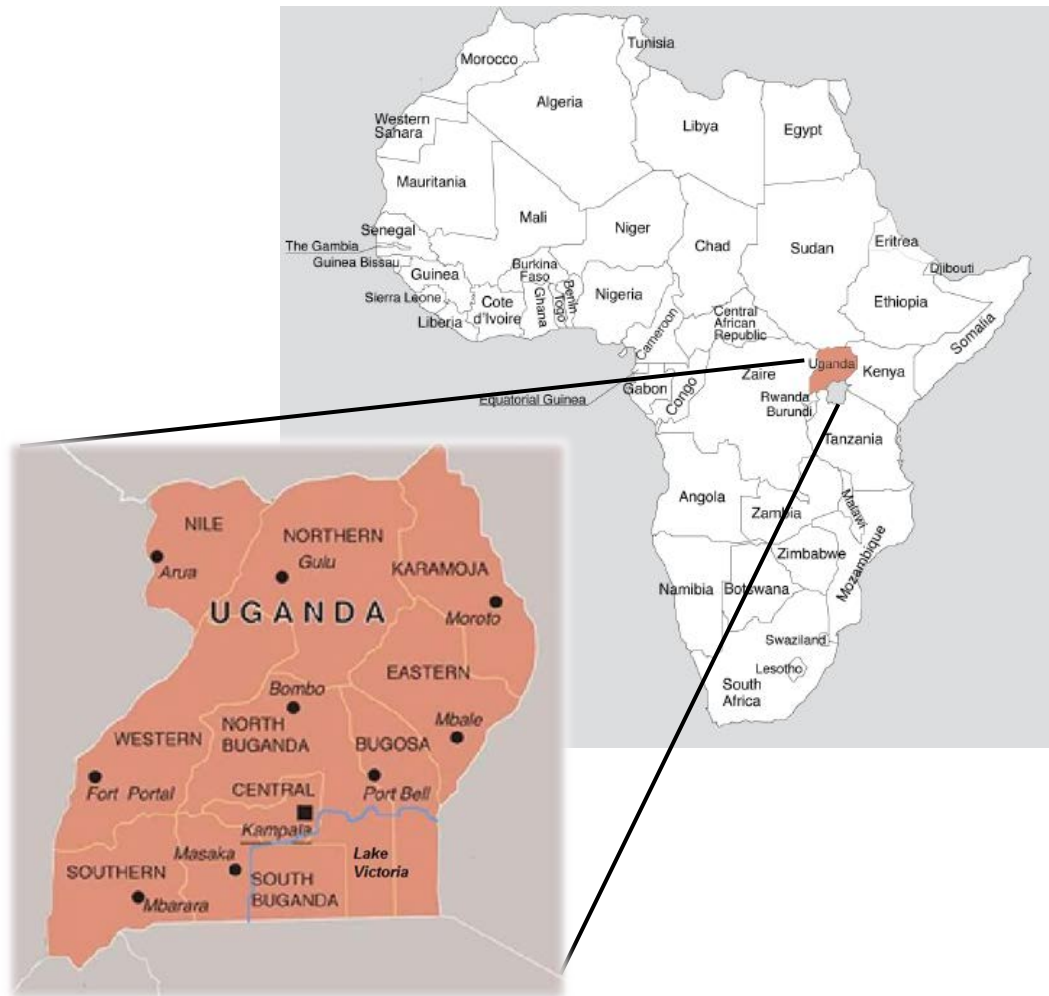 Tunisia
Morocco
Algeria
Libya
Egypt
Western
Sahara
Mauritania
Mali
Niger
Chad
Sudan
Eritrea
Senegal
The Gambia
Guinea Bissau
Guinea
Burkina
Faso
Djibouti
Sierra Leone
Cote
d'Ivoire
Ghana
Togo
Benin
Nigeria
Ethiopia
Liberia
Cameroon
Central
African
Republic
Somalia
Uganda
Kenya
Gabon
Congo
Zaire
Equatorial Guinea
Rwanda
Burundi
Tanzania
Angola
Zambia
Malawi
Mozambique
Zimbabwe
Namibia
Botswana
Swaziland
Lesotho
South
Africa
NILE
NORTHERN
Arua
Gulu
KARAMOJA
UGANDA
Moroto
EASTERN
Bombo
NORTH
BUGANDA
Mbale
WESTERN
BUGOSA
Fort Portal
CENTRAL
Port Bell
Kampala
Masaka
Lake
Victoria
SOUTHERN
SOUTH
BUGANDA
Mbarara